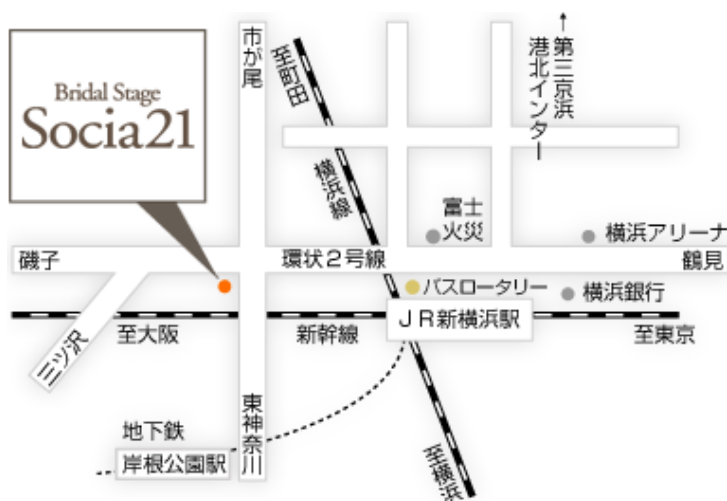 Bridal Stage
Socia21
市が尾
至町田
横浜線
←第三京浜
港北インター
富士
火災
横浜アリーナ
磯子
環状2号線
鶴見
バスロータリー
横浜銀行
JR新横浜駅
至大阪
新幹線
至東京
三ツ沢
東神奈川
地下鉄
岸根公園駅
至横浜